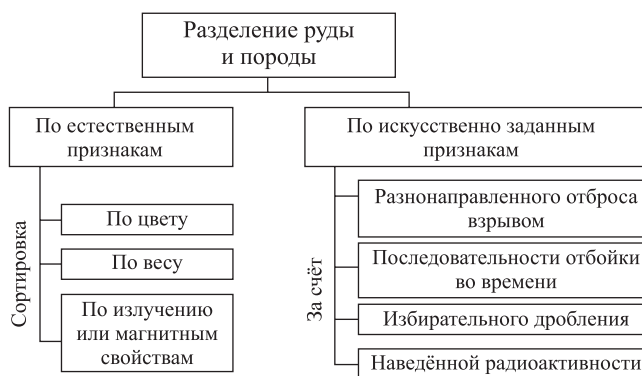 Разделение руды
и породы
По естественным
признакам
Сортировка
По цвету
По весу
По излучению
или магнитным
свойствам
По искусственно заданным
признакам
За счёт
Разнонаправленного отброса
взрывом
Последовательности отбойки
во времени
Избирательного дробления
Наведённой радиоактивности